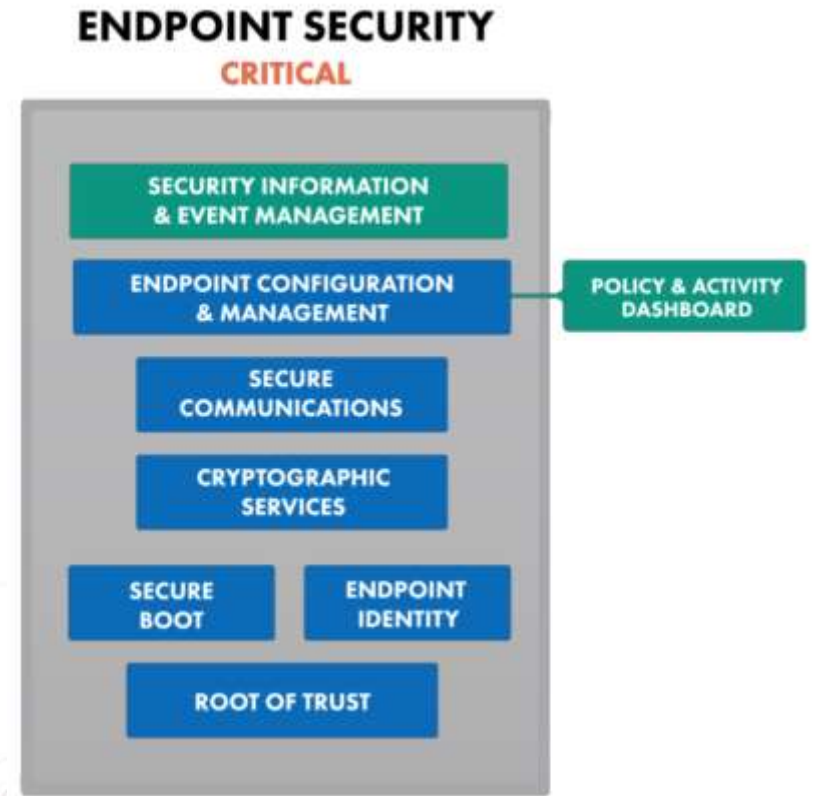 ENDPOINT SECURITY
CRITICAL
SECURITY INFORMATION
& EVENT MANAGEMENT
ENDPOINT CONFIGURATION
& MANAGEMENT
POLICY & ACTIVITY
DASHBOARD
SECURE
COMMUNICATIONS
CRYPTOGRAPHIC
SERVICES
SECURE
BOOT
ENDPOINT
IDENTITY
ROOT OF TRUST